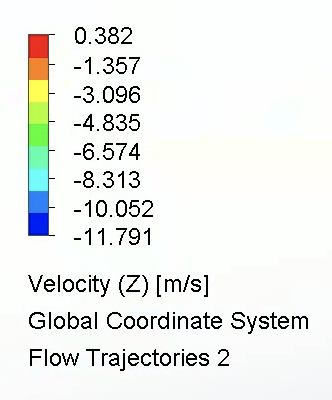 0.382
-1.357
-3.096
-4.835
-6.574
-8.313
-10.052
-11.791
Velocity (Z) [m/s]
Global Coordinate System
Flow Trajectories 2